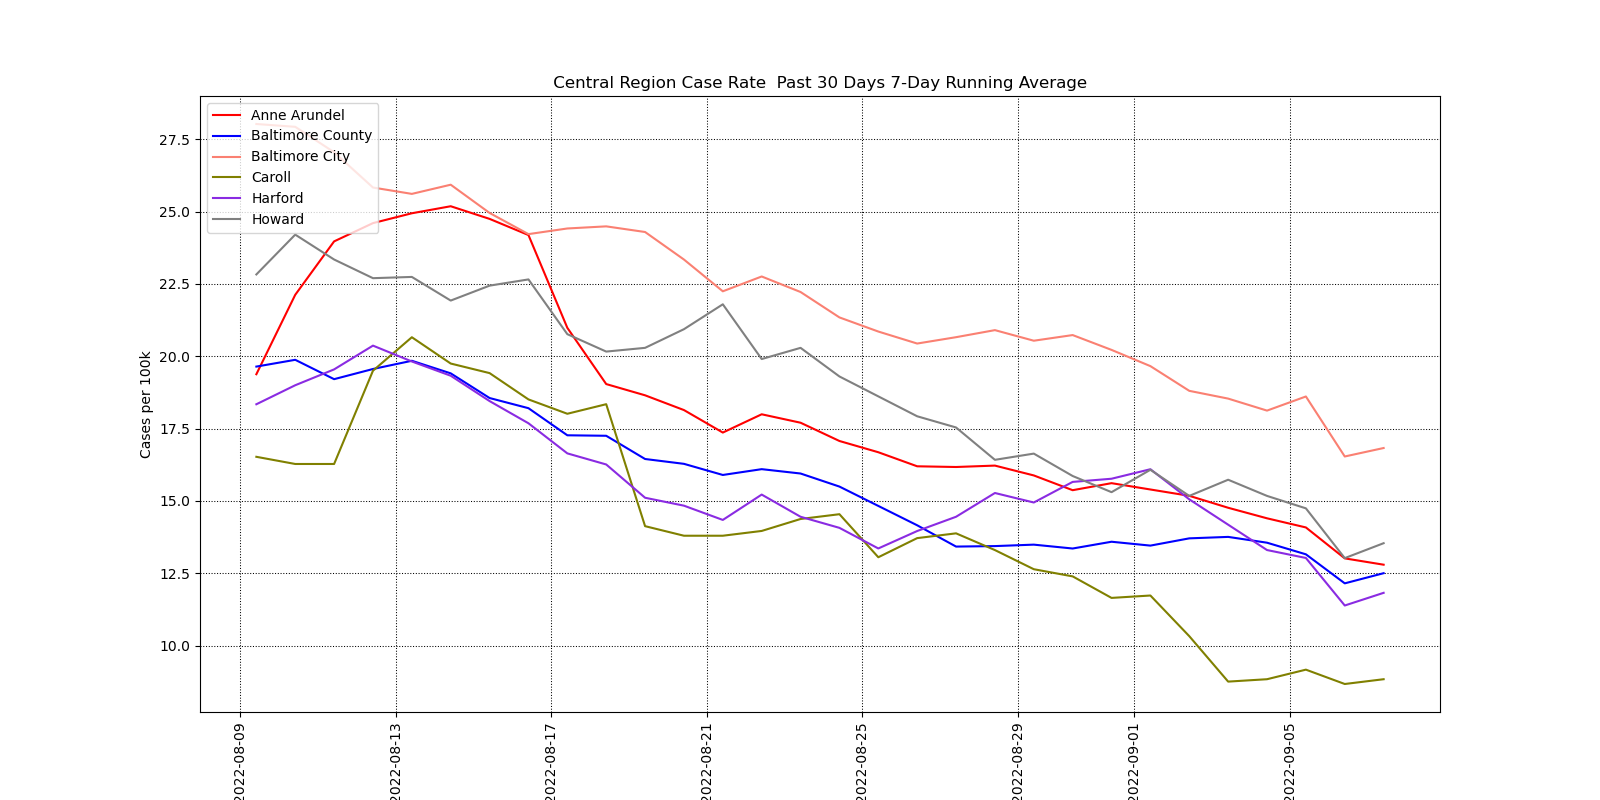 Central Region Case Rate  Past 30 Days 7-Day Running Average
Anne Arundel
Baltimore County
Baltimore City
Caroll
Harford
Howard
27.5
25.0
22.5
20.0
17.5
15.0
12.5
10.0
Cases per 100k
2022-08-09
2022-08-13
2022-08-17
2022-08-21
2022-08-25
2022-08-29
2022-09-01
2022-09-05